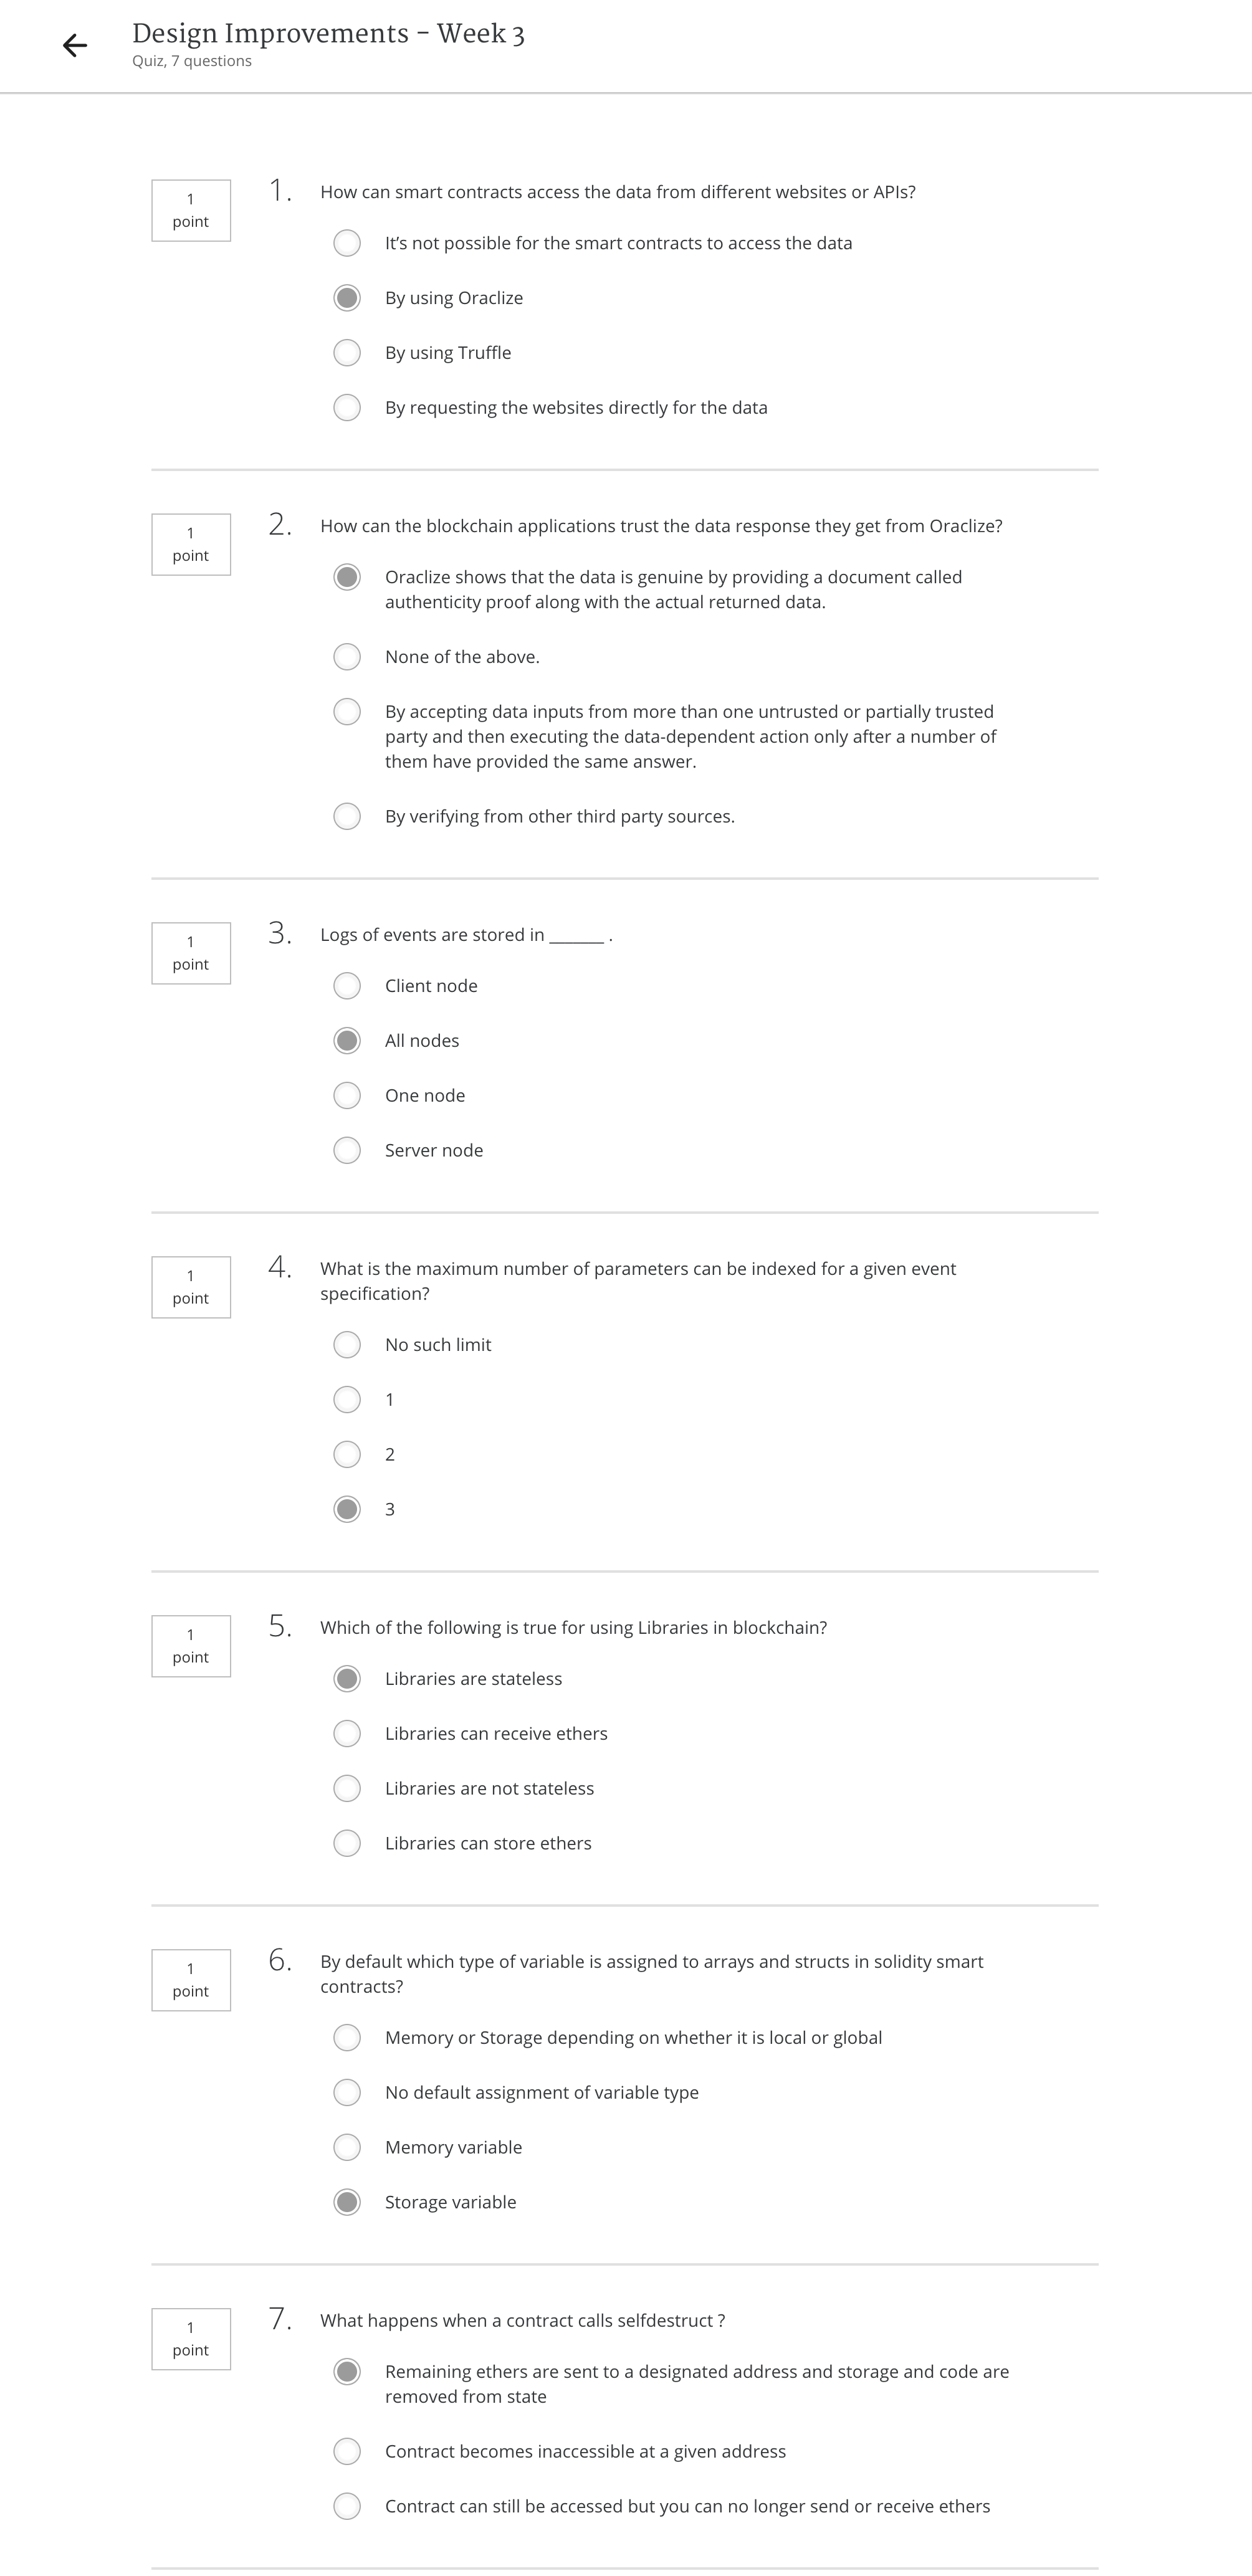 Design Improvements – Week 3
Quiz, 7 questions
1
point
1.
How can smart contracts access the data from different websites or APIs?
It’s not possible for the smart contracts to access the data
By using Oraclize
By using Truffle
By requesting the websites directly for the data
1
point
2.
How can the blockchain applications trust the data response they get from Oraclize?
Oraclize shows that the data is genuine by providing a document called
authenticity proof along with the actual returned data.
None of the above.
By accepting data inputs from more than one untrusted or partially trusted
party and then executing the data-dependent action only after a number of
them have provided the same answer.
By verifying from other third party sources.
1
point
3.
Logs of events are stored in ______ .
Client node
All nodes
One node
Server node
1
point
4.
What is the maximum number of parameters can be indexed for a given event
specification?
No such limit
1
2
3
1
point
5.
Which of the following is true for using Libraries in blockchain?
Libraries are stateless
Libraries can receive ethers
Libraries are not stateless
Libraries can store ethers
1
point
6.
By default which type of variable is assigned to arrays and structs in solidity smart
contracts?
Memory or Storage depending on whether it is local or global
No default assignment of variable type
Memory variable
Storage variable
1
point
7.
What happens when a contract calls selfdestruct ?
Remaining ethers are sent to a designated address and storage and code are
removed from state
Contract becomes inaccessible at a given address
Contract can still be accessed but you can no longer send or receive ethers